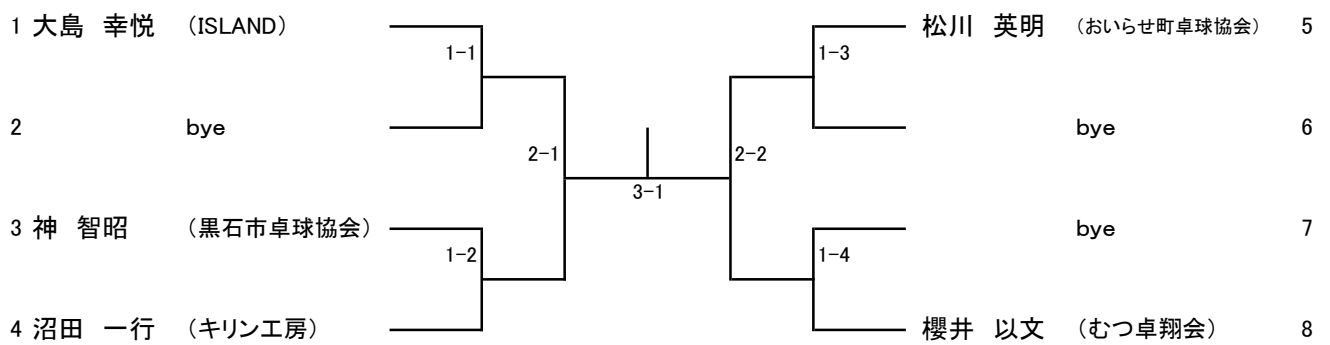 1 大島 幸悦 (ISLAND) 松川 英明 (おいらせ町卓球協会) 5
1-1 1-3
2 bye bye 6
2-1 2-2
3-1
3 神 智昭 (黒石市卓球協会) bye 7
1-2 1-4
4 沼田 一行 (キリン工房) 櫻井 以文 (むつ卓翔会) 8